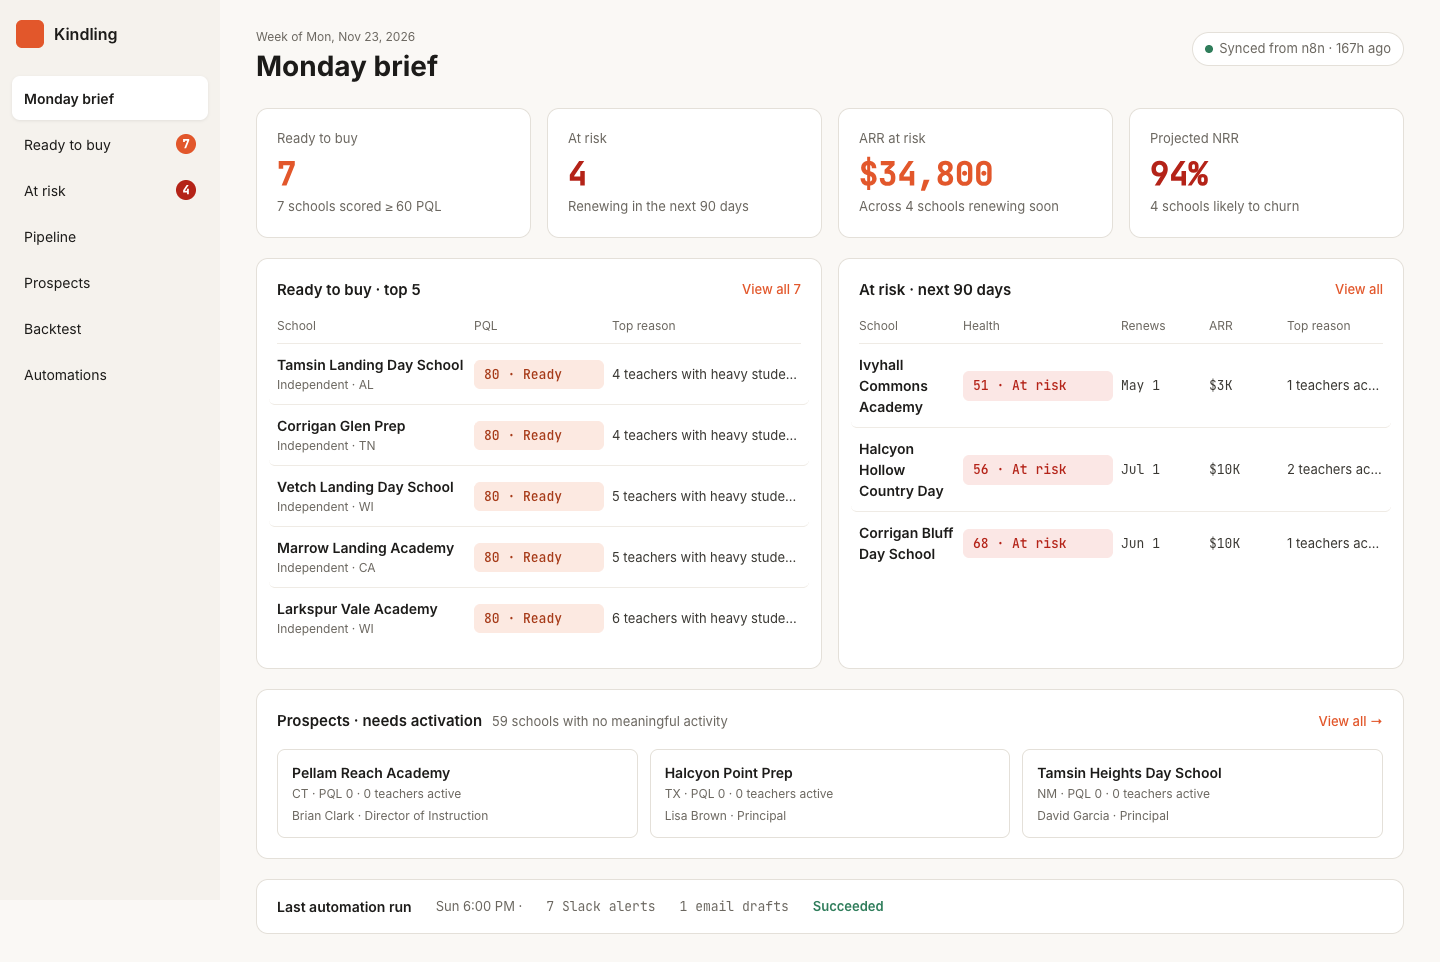 Kindling
Monday brief
Ready to buy 7
At risk 4
Pipeline
Prospects
Backtest
Automations
Week of Mon, Nov 23, 2026
Monday brief
Synced from n8n · 167h ago
Ready to buy
7
7 schools scored ≥ 60 PQL
At risk
4
Renewing in the next 90 days
ARR at risk
$34,800
Across 4 schools renewing soon
Projected NRR
94%
4 schools likely to churn
Ready to buy · top 5 View all 7
School PQL Top reason
Tamsin Landing Day School
Independent · AL
80 · Ready
4 teachers with heavy stude...
Corrigan Glen Prep
Independent · TN
80 · Ready
4 teachers with heavy stude...
Vetch Landing Day School
Independent · WI
80 · Ready
5 teachers with heavy stude...
Marrow Landing Academy
Independent · CA
80 · Ready
5 teachers with heavy stude...
Larkspur Vale Academy
Independent · WI
80 · Ready
6 teachers with heavy stude...
At risk · next 90 days View all
School Health Renews ARR Top reason
Ivyhall
Commons
Academy
51 · At risk May 1 $3K 1 teachers ac...
Halcyon
Hollow
Country Day
56 · At risk Jul 1 $10K 2 teachers ac...
Corrigan Bluff
Day School
68 · At risk Jun 1 $10K 1 teachers ac...
Prospects · needs activation 59 schools with no meaningful activity View all →
Pellam Reach Academy
CT · PQL 0 · 0 teachers active
Brian Clark · Director of Instruction
Halcyon Point Prep
TX · PQL 0 · 0 teachers active
Lisa Brown · Principal
Tamsin Heights Day School
NM · PQL 0 · 0 teachers active
David Garcia · Principal
Last automation run Sun 6:00 PM · 7 Slack alerts 1 email drafts Succeeded